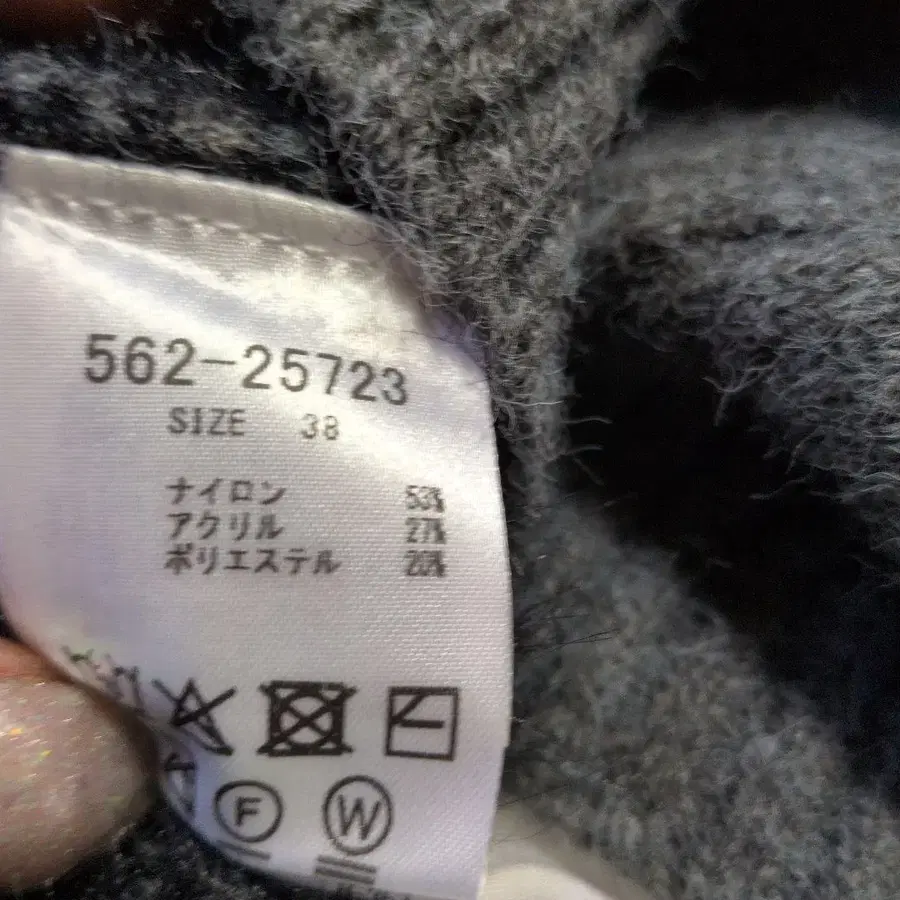 562-25723
SIZE 38
ナイロン 53%
アクリル 27%
ポリエステル 20%
F
W